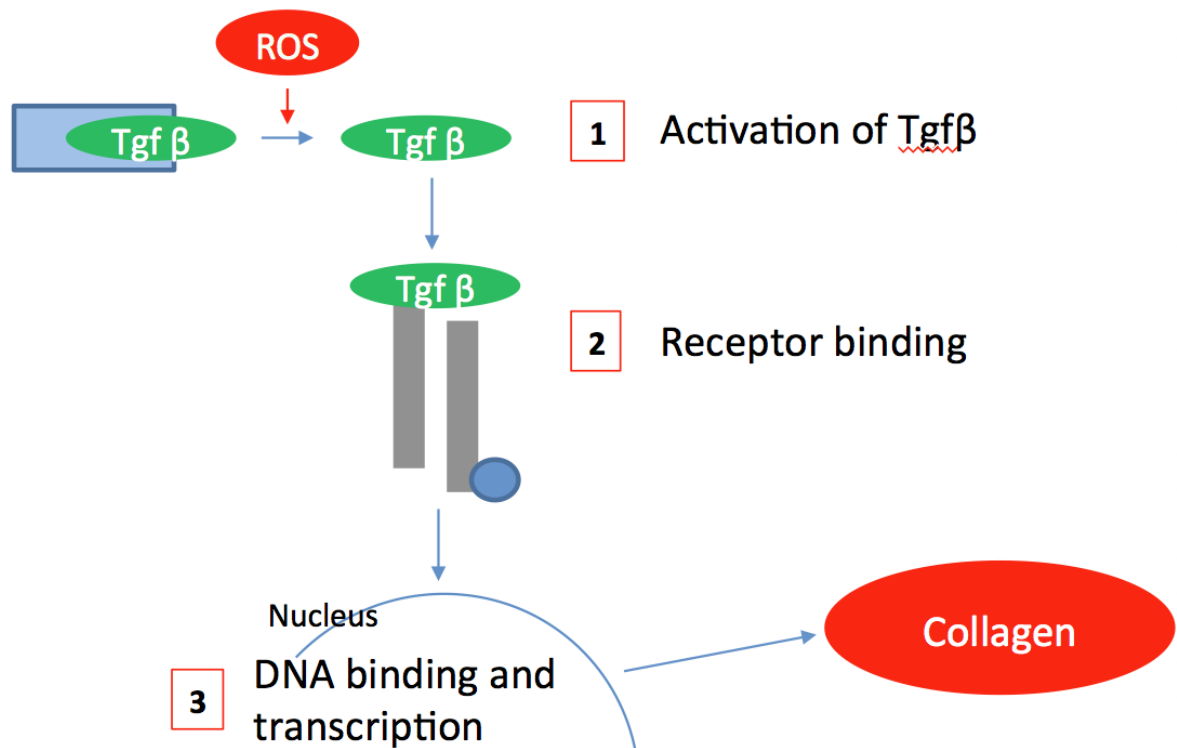 ROS
Tgf β
Tgf β
1
Activation of Tgfβ
Tgf β
2
Receptor binding
Nucleus
3
DNA binding and
transcription
Collagen